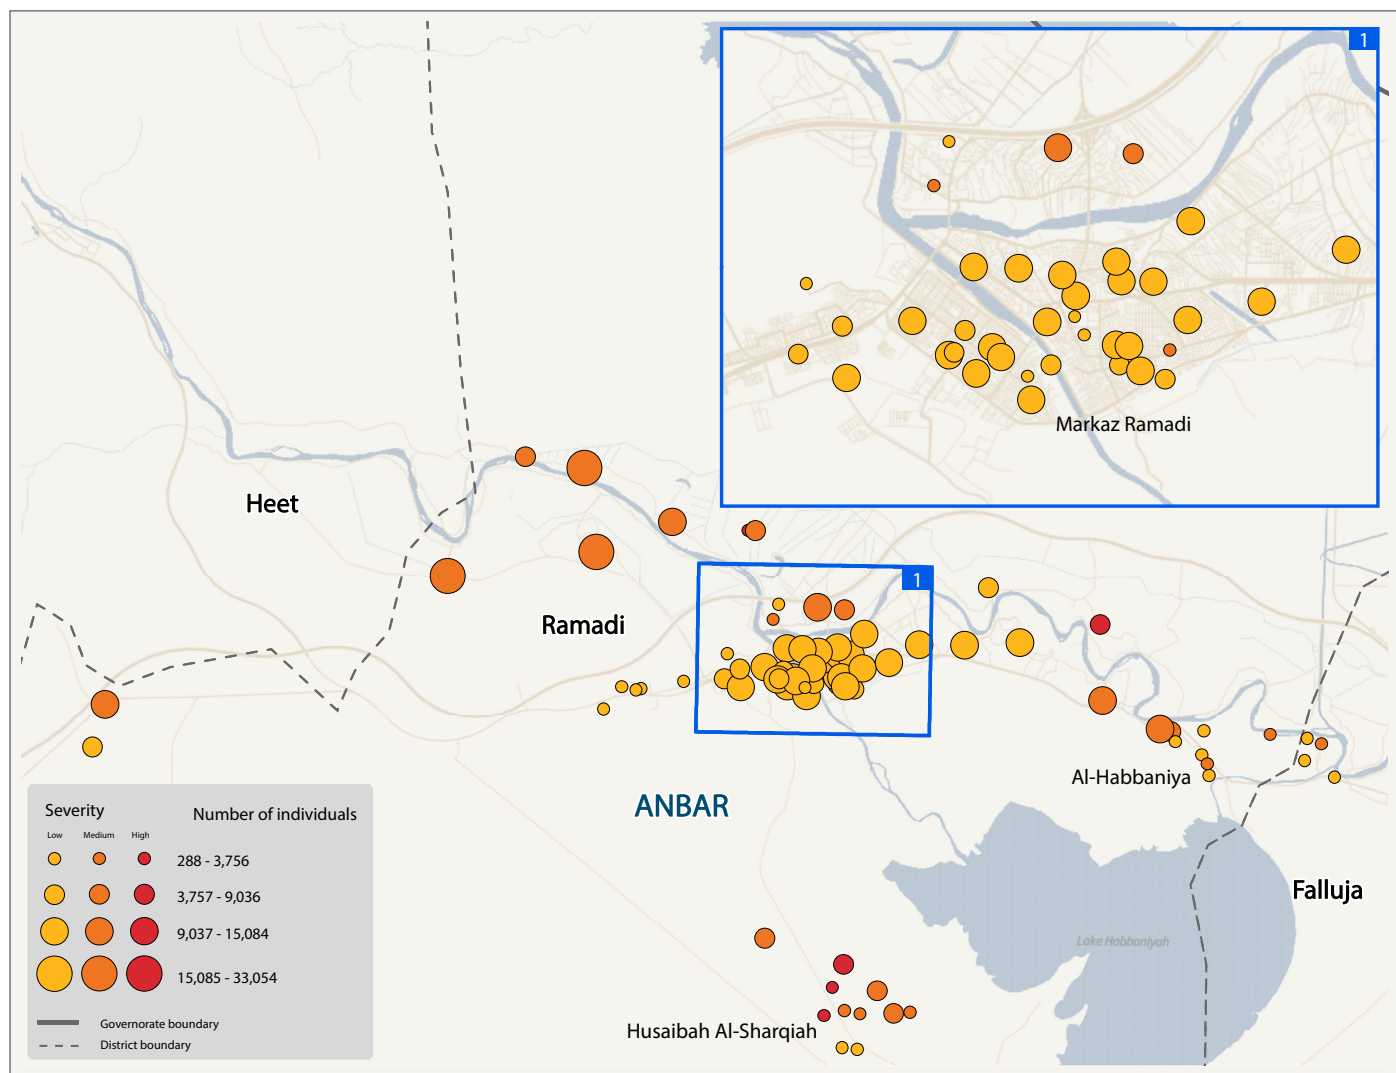 1
Markaz Ramadi
Heet
Ramadi
1
Al-Habbaniya
ANBAR
Falluja
Lake Habbaniyah
Husaibah Al-Sharqiah
Severity
Number of individuals
Low Medium High
288 - 3,756
3,757 - 9,036
9,037 - 15,084
15,085 - 33,054
Governorate boundary
District boundary